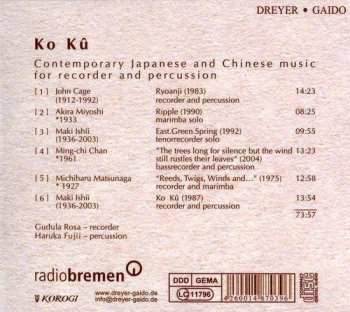 DREYER • GAIDO
Ko Kû
Contemporary Japanese and Chinese music
for recorder and percussion
[1] John Cage Ryoanji (1983) 14:23
(1912-1992) recorder and percussion
[2] Akira Miyoshi Ripple (1990) 08:25
*1933 marimba solo
[3] Maki Ishii East.Green.Spring (1992) 09:55
(1936-2003) tenorrecorder solo
[4] Ming-chi Chan "The trees long for silence but the wind 13:23
*1961 still rustles their leaves" (2004)
bassrecorder and percussion
[5] Michiharu Matsunaga "Reeds, Twigs, Winds and..." (1975) 12:58
* 1927 recorder and marimba
[6] Maki Ishii Ko Kû (1987) 13:54
(1936-2003) recorder and percussion
73:57
Gudula Rosa – recorder
Haruka Fujii – percussion
radiobremen
KOROGI
www.dreyer-gaido.de
info@dreyer-gaido.de
DDD GEMA
LC 11796